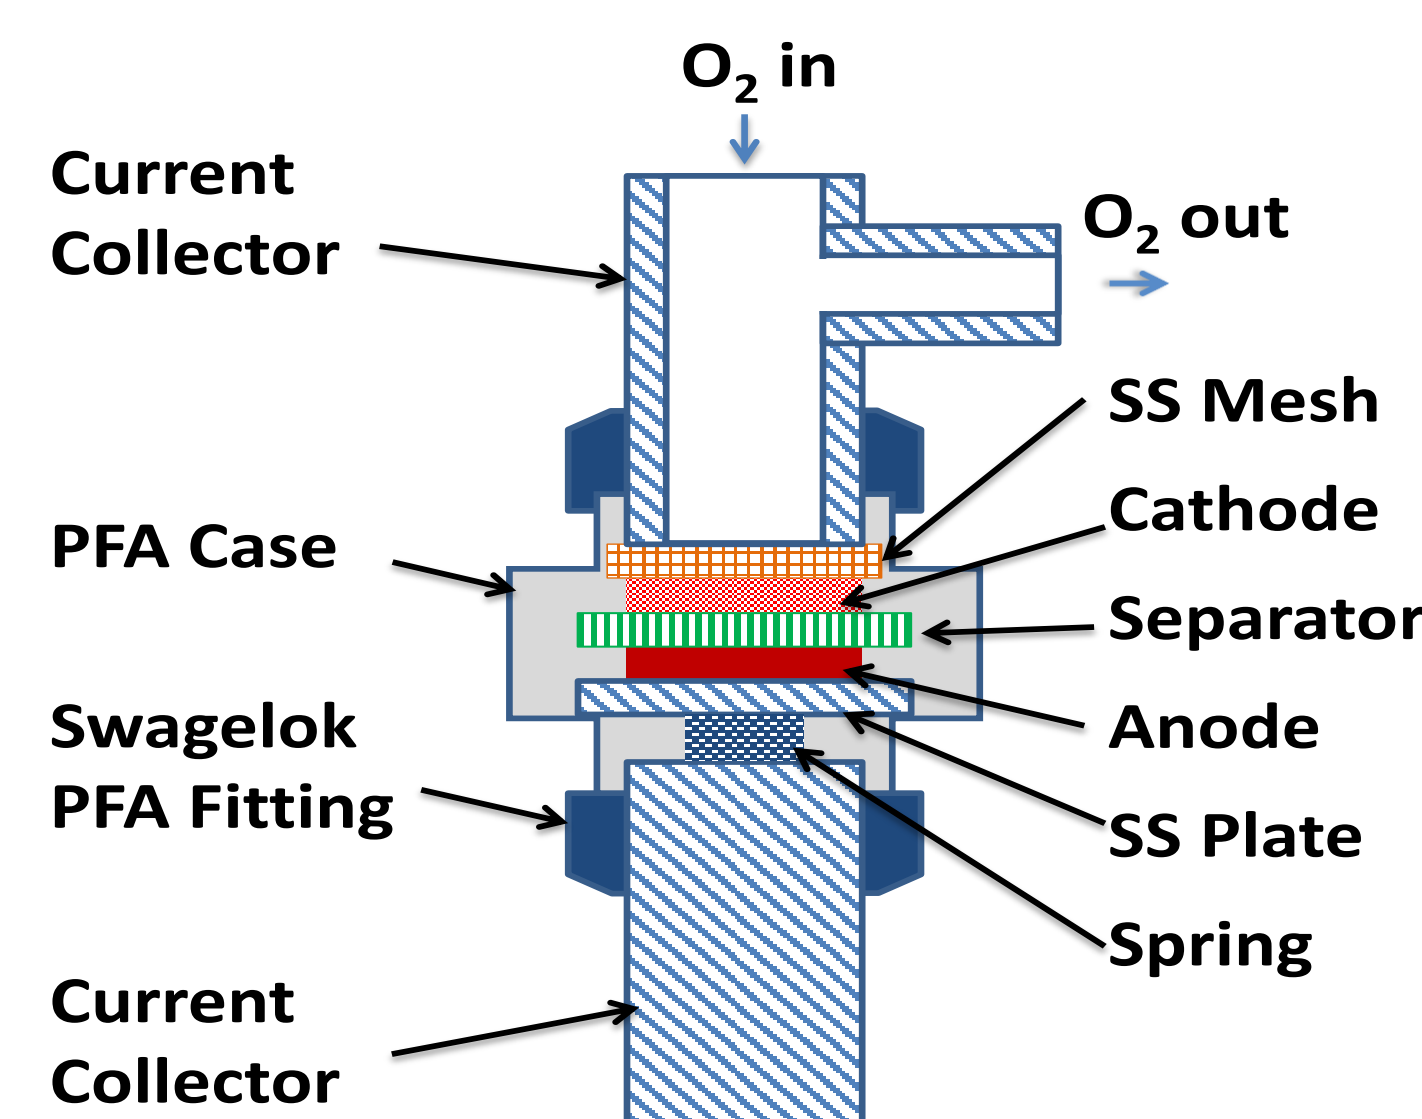 O₂ in
Current
Collector
O₂ out
SS Mesh
Cathode
PFA Case
Separator
Swagelok
PFA Fitting
Anode
SS Plate
Spring
Current
Collector